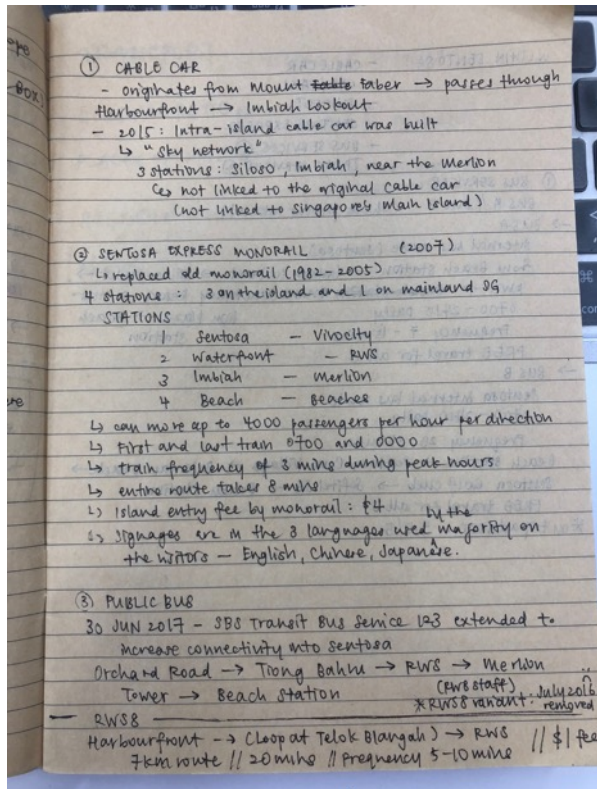 ore
Box)
① CABLE CAR
- originates from Mount Faber → passes through
Harbourfront → Imbiah Lookout
- 2015: Intra-island cable car was built
↳ "sky network"
3 stations: Siloso, Imbiah, near the Merlion
↳ not linked to the original cable car
(not linked to Singapore's Main Island)
② SENTOSA EXPRESS MONORAIL (2007)
↳ replaced old monorail (1982-2005)
4 stations: 3 on the island and 1 on mainland SG
STATIONS
1 Sentosa - Vivocity
2 Waterfront - RWS
3 Imbiah - Merlion
4 Beach - Beaches
↳ can move up to 4000 passengers per hour per direction
↳ First and last train 0700 and 0000
↳ train frequency of 3 mins during peak hours
↳ entire route takes 8 mins
↳ Island entry fee by monorail: $4
↳ signages are in the 3 languages used by the majority on
the visitors - English, Chinese, Japanese.
③ PUBLIC BUS
30 JUN 2017 - SBS Transit Bus Service 123 extended to
increase connectivity into Sentosa
Orchard Road → Tiong Bahru → RWS → Merlion
Tower → Beach Station (RWS staff)
*RWS8 variant: July 2016 removed
RWS8
Harbourfront → (loop at Telok Blangah) → RWS // $1 fee
7km route // 20 mins // frequency 5-10 mins